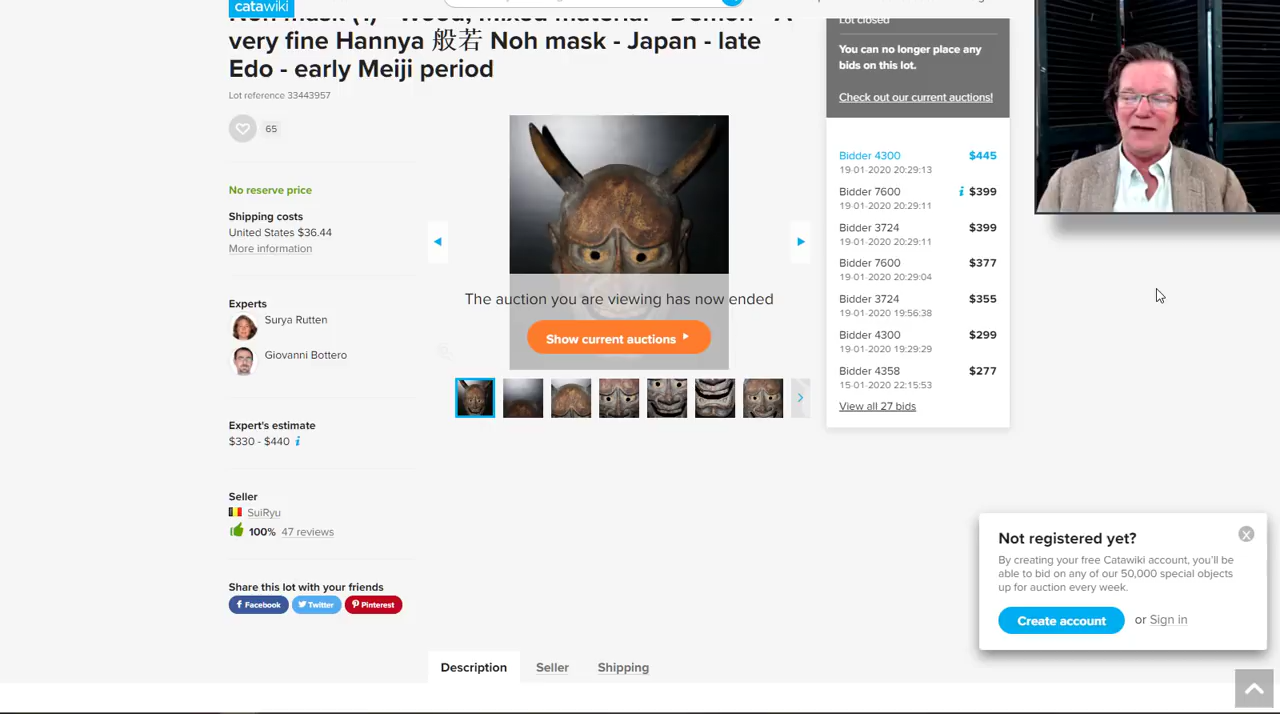 catawiki
Noh mask (1) - Wood, Mixed material - Demon - A
very fine Hannya 般若 Noh mask - Japan - late
Edo - early Meiji period
Lot reference 33443957
65
No reserve price
Shipping costs
United States $36.44
More information
Experts
Surya Rutten
Giovanni Bottero
Expert's estimate
$330 - $440 i
Seller
SuiRyu
100% 47 reviews
Share this lot with your friends
Facebook Twitter Pinterest
The auction you are viewing has now ended
Show current auctions
Lot closed
You can no longer place any
bids on this lot.
Check out our current auctions!
Bidder 4300 $445
19-01-2020 20:29:13
Bidder 7600 i $399
19-01-2020 20:29:11
Bidder 3724 $399
19-01-2020 20:29:11
Bidder 7600 $377
19-01-2020 20:29:04
Bidder 3724 $355
19-01-2020 19:56:38
Bidder 4300 $299
19-01-2020 19:29:29
Bidder 4358 $277
15-01-2020 22:15:53
View all 27 bids
Not registered yet?
By creating your free Catawiki account, you'll be
able to bid on any of our 50,000 special objects
up for auction every week.
Create account or Sign in
Description Seller Shipping